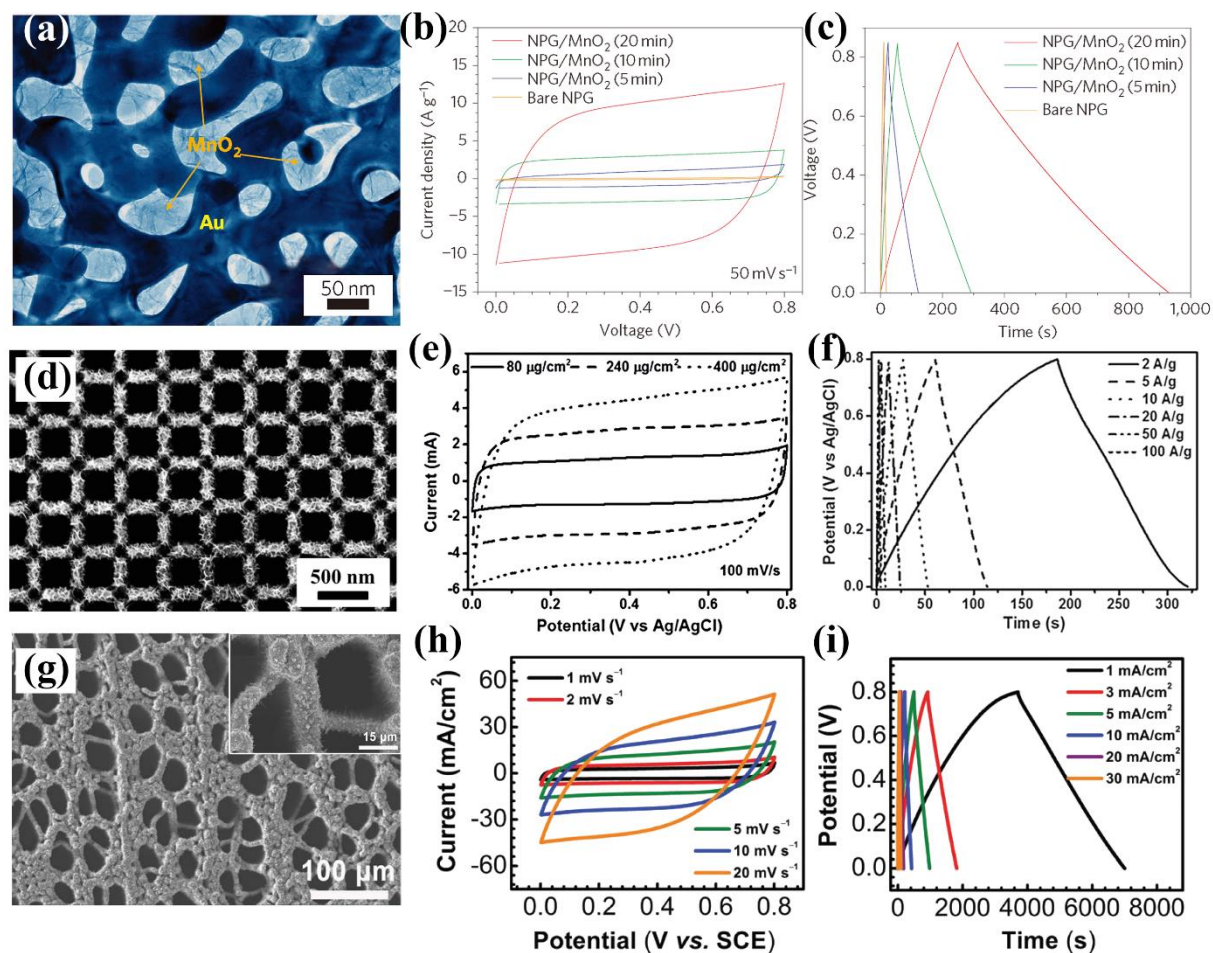 (a)
MnO₂
Au
50 nm
(b)
20
15
10
5
0
−5
−10
−15
Current density (A g⁻¹)
NPG/MnO₂ (20 min)
NPG/MnO₂ (10 min)
NPG/MnO₂ (5 min)
Bare NPG
50 mV s⁻¹
0.0
0.2
0.4
0.6
0.8
Voltage (V)
(c)
0.8
0.4
0.0
Voltage (V)
NPG/MnO₂ (20 min)
NPG/MnO₂ (10 min)
NPG/MnO₂ (5 min)
Bare NPG
0
200
400
600
800
1,000
Time (s)
(d)
500 nm
(e)
6
4
2
0
-2
-4
6
Current (mA)
80 μg/cm²
240 μg/cm²
400 μg/cm²
100 mV/s
0.0
0.2
0.4
0.6
0.8
Potential (V vs Ag/AgCl)
(f)
0.8
0.6
0.4
0.2
0.0
Potential (V vs Ag/AgCl)
2 A/g
5 A/g
10 A/g
20 A/g
50 A/g
100 A/g
0
50
100
150
200
250
300
Time (s)
(g)
15 μm
100 μm
(h)
60
30
0
-30
-60
Current (mA/cm²)
1 mV s⁻¹
2 mV s⁻¹
5 mV s⁻¹
10 mV s⁻¹
20 mV s⁻¹
0.0
0.2
0.4
0.6
0.8
Potential (V vs. SCE)
(i)
0.8
0.4
0.0
Potential (V)
1 mA/cm²
3 mA/cm²
5 mA/cm²
10 mA/cm²
20 mA/cm²
30 mA/cm²
0
2000
4000
6000
8000
Time (s)